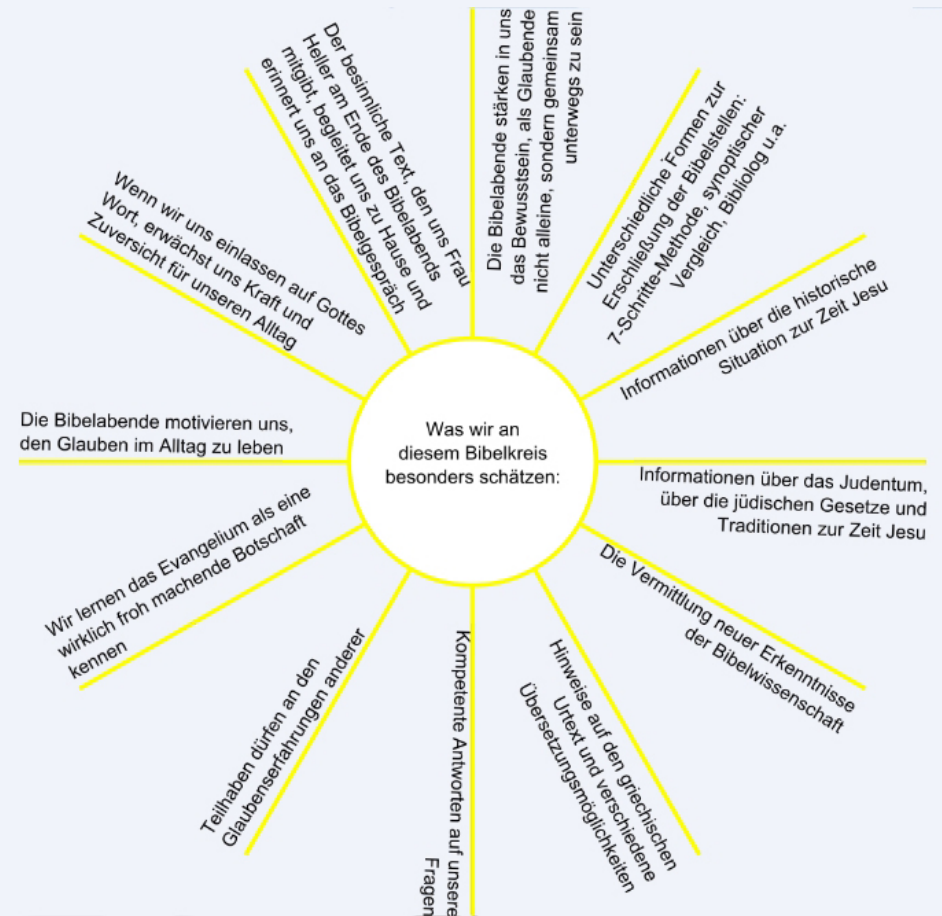 Was wir an
diesem Bibelkreis
besonders schätzen:
Die Bibelabende stärken in uns
das Bewusstsein, als Glaubende
nicht alleine, sondern gemeinsam
unterwegs zu sein
Unterschiedliche Formen zur
Erschließung der Bibelstellen:
7-Schritte-Methode, synoptischer
Vergleich, Bibliolog u.a.
Informationen über die historische
Situation zur Zeit Jesu
Informationen über das Judentum,
über die jüdischen Gesetze und
Traditionen zur Zeit Jesu
Die Vermittlung neuer Erkenntnisse
der Bibelwissenschaft
Hinweise auf den griechischen
Urtext und verschiedene
Übersetzungsmöglichkeiten
Kompetente Antworten auf unsere
Fragen
Teilhaben dürfen an den
Glaubenserfahrungen anderer
Wir lernen das Evangelium als eine
wirklich froh machende Botschaft
kennen
Die Bibelabende motivieren uns,
den Glauben im Alltag zu leben
Wenn wir uns einlassen auf Gottes
Wort, erwächst uns Kraft und
Zuversicht für unseren Alltag
Der besinnliche Text, den uns Frau
Heller am Ende des Bibelabends
mitgibt, begleitet uns zu Hause und
erinnert uns an das Bibelgespräch